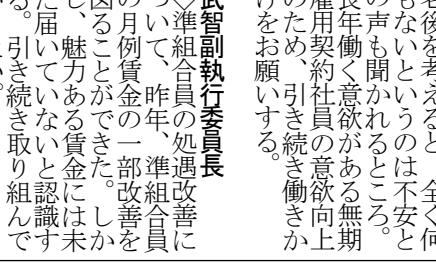 老後を考えると、全く何
もないというのは不安と
の声も聞かれるところ。
長年働く意欲がある無期
雇用契約社員の意欲向上
のため、引き続き働きか
けをお願いする。
武智副執行委員長
◇準組合員の処遇改善に
ついて、昨年、準組合員
の月例賃金の一部改善を
図ることができた。しか
し、魅力ある賃金には未
だ届いていないと認識す
る。引き続き取り組んで